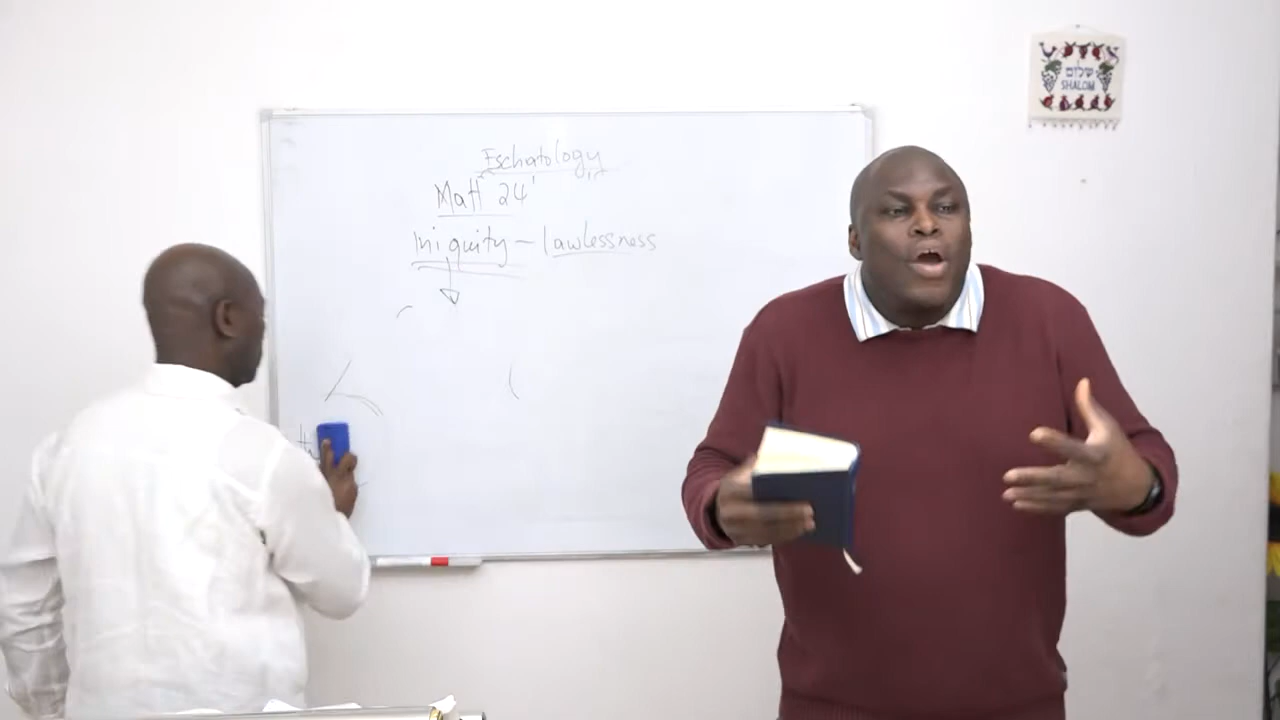 Eschatology
Matt 24
Iniquity - lawlessness
שלום
SHALOM